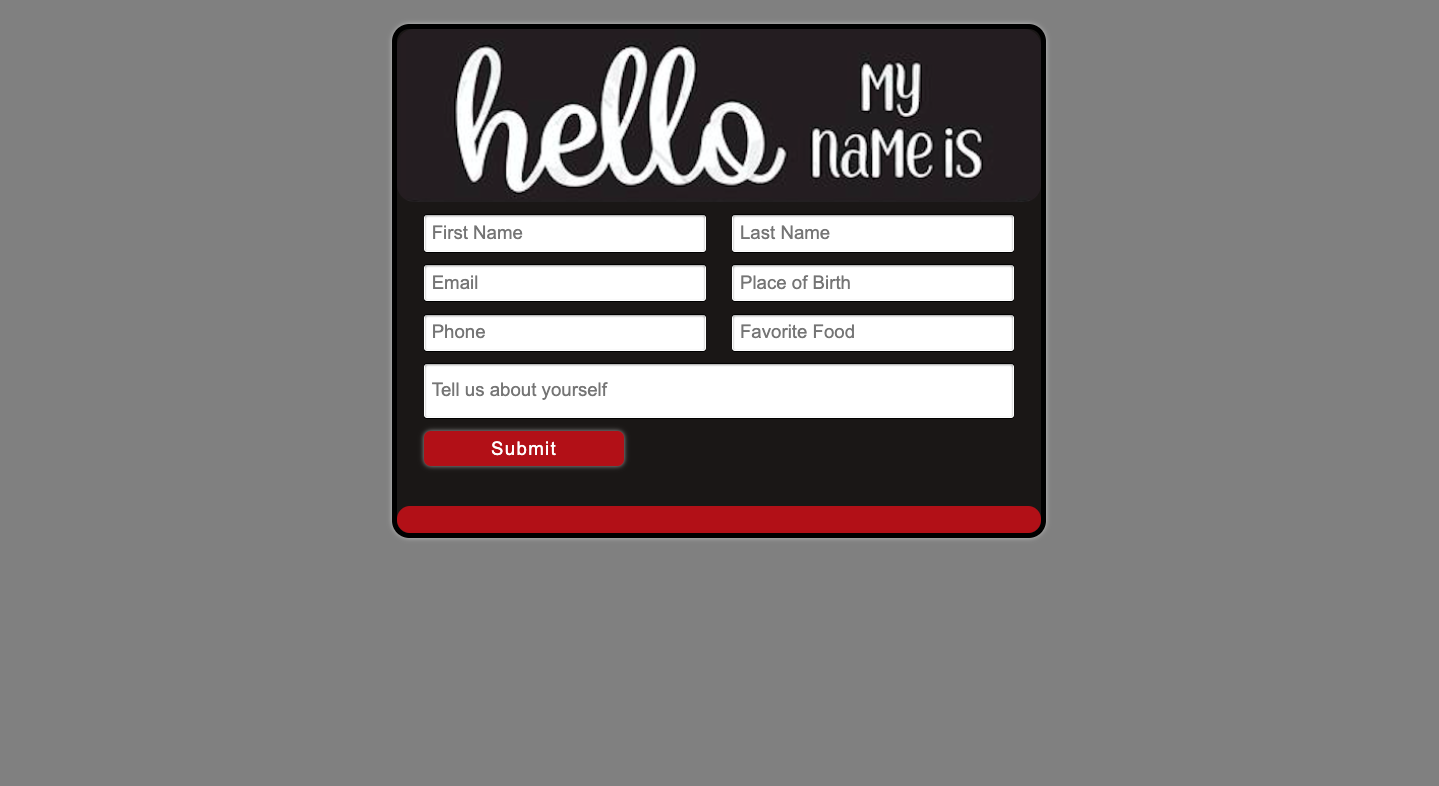 hello MY
NaMe iS
First Name Last Name
Email Place of Birth
Phone Favorite Food
Tell us about yourself
Submit